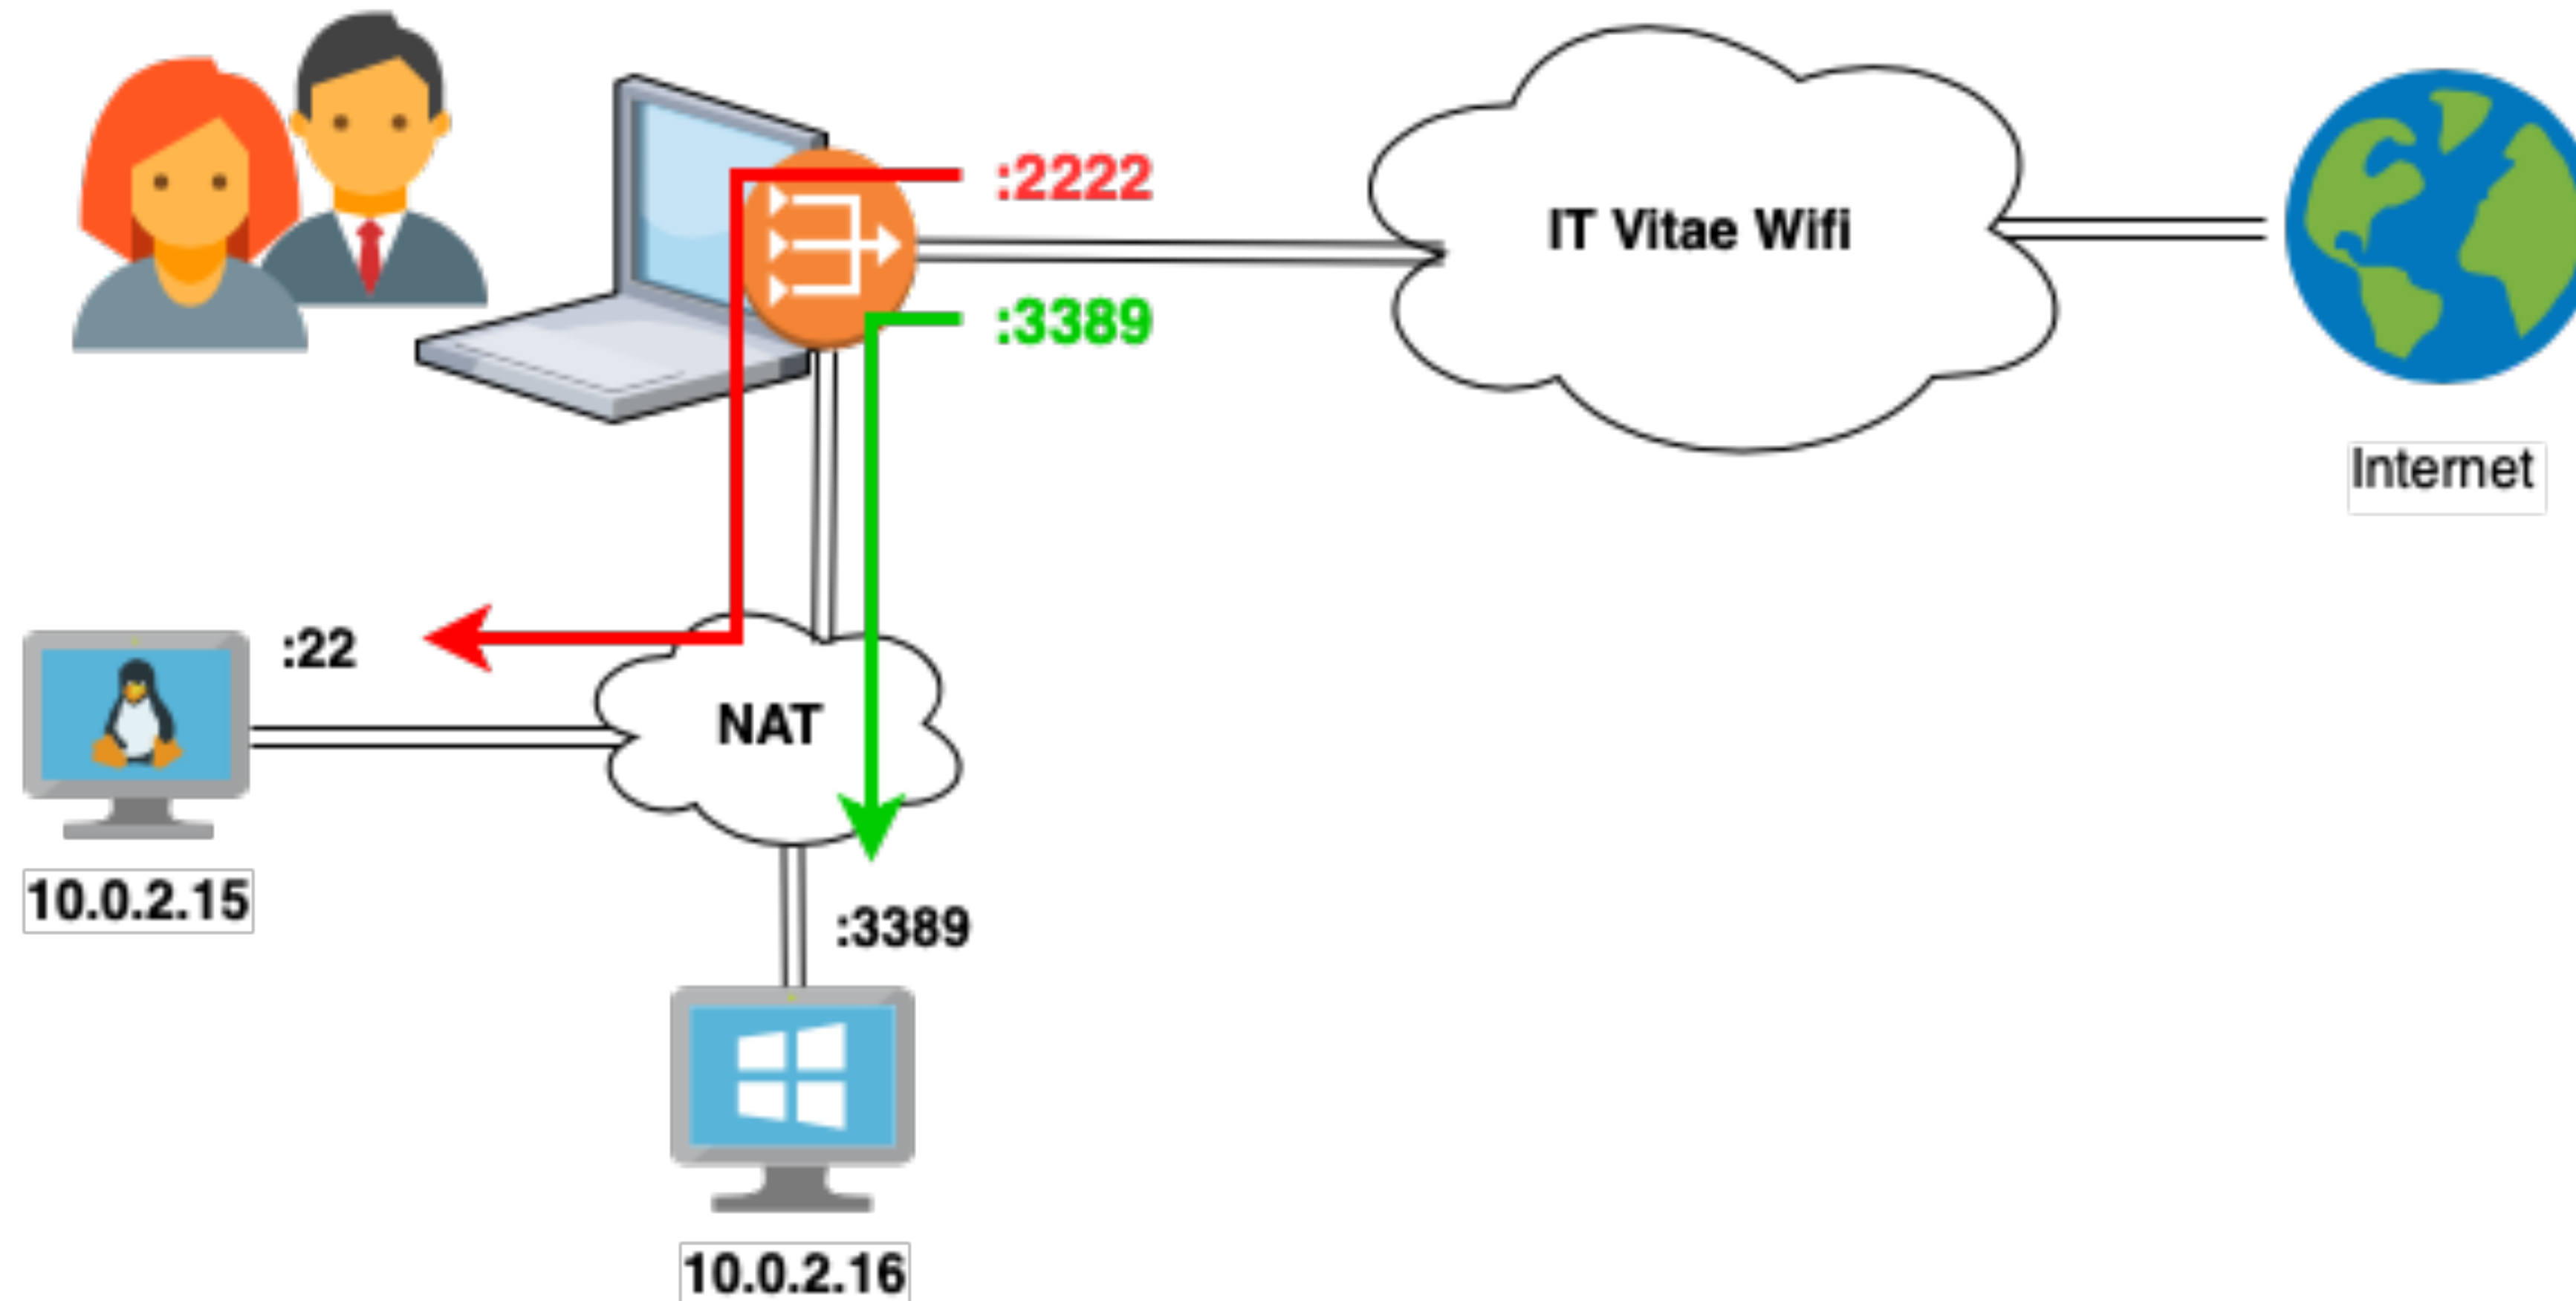 :2222
IT Vitae Wifi
:3389
Internet
:22
NAT
10.0.2.15
:3389
10.0.2.16